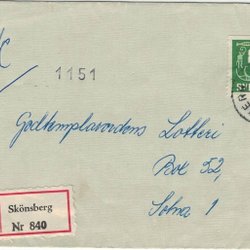 1151
Godtemplarordens Lotteri
Box 52,
Solna 1
Skönsberg
Nr 840